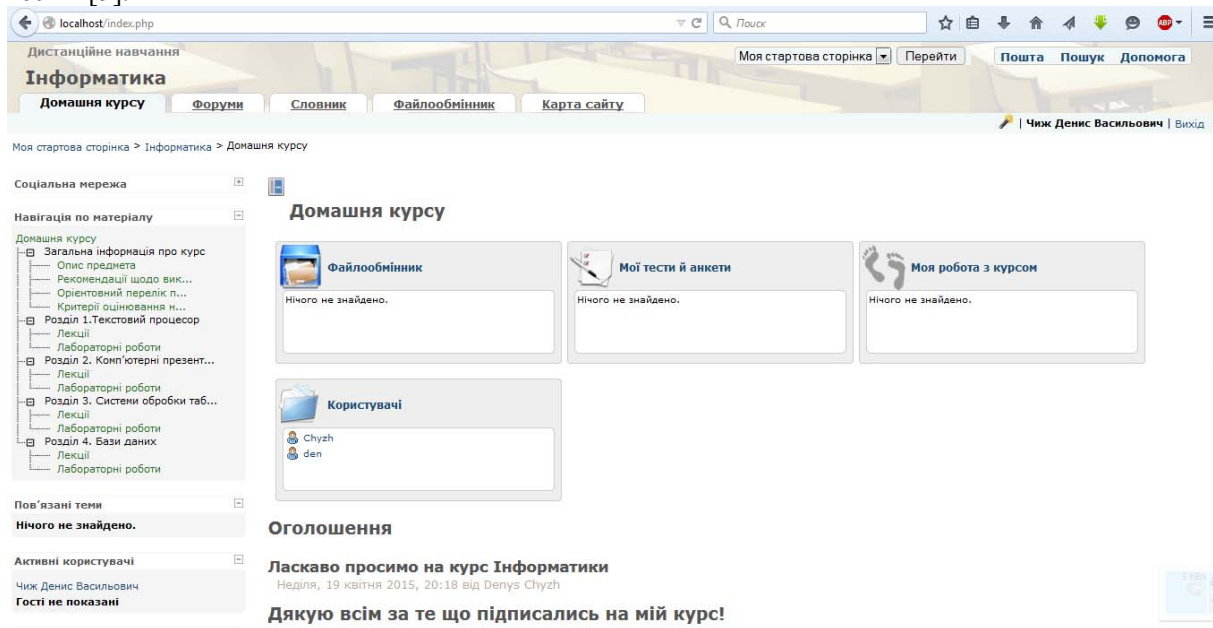 localhost/index.php
Поиск
Дистанційне навчання
Моя стартова сторінка Перейти
Пошта Пошук Допомога
Інформатика
Домашня курсу Форуми Словник Файлообмінник Карта сайту
| Чиж Денис Васильович | Вихід
Моя стартова сторінка > Інформатика > Домашня курсу
Соціальна мережа
Навігація по матеріалу
Домашня курсу
Загальна інформація про курс
Опис предмета
Рекомендації щодо вик...
Орієнтовний перелік п...
Критерії оцінювання н...
Розділ 1.Текстовий процесор
Лекції
Лабораторні роботи
Розділ 2. Комп'ютерні презент...
Лекції
Лабораторні роботи
Розділ 3. Системи обробки таб...
Лекції
Лабораторні роботи
Розділ 4. Бази даних
Лекції
Лабораторні роботи
Пов'язані теми
Нічого не знайдено.
Активні користувачі
Чиж Денис Васильович
Гості не показані
Домашня курсу
Файлообмінник
Нічого не знайдено.
Мої тести й анкети
Нічого не знайдено.
Моя робота з курсом
Нічого не знайдено.
Користувачі
Chyzh
den
Оголошення
Ласкаво просимо на курс Інформатики
Неділя, 19 квітня 2015, 20:18 від Denys Chyzh
Дякую всім за те що підписались на мій курс!